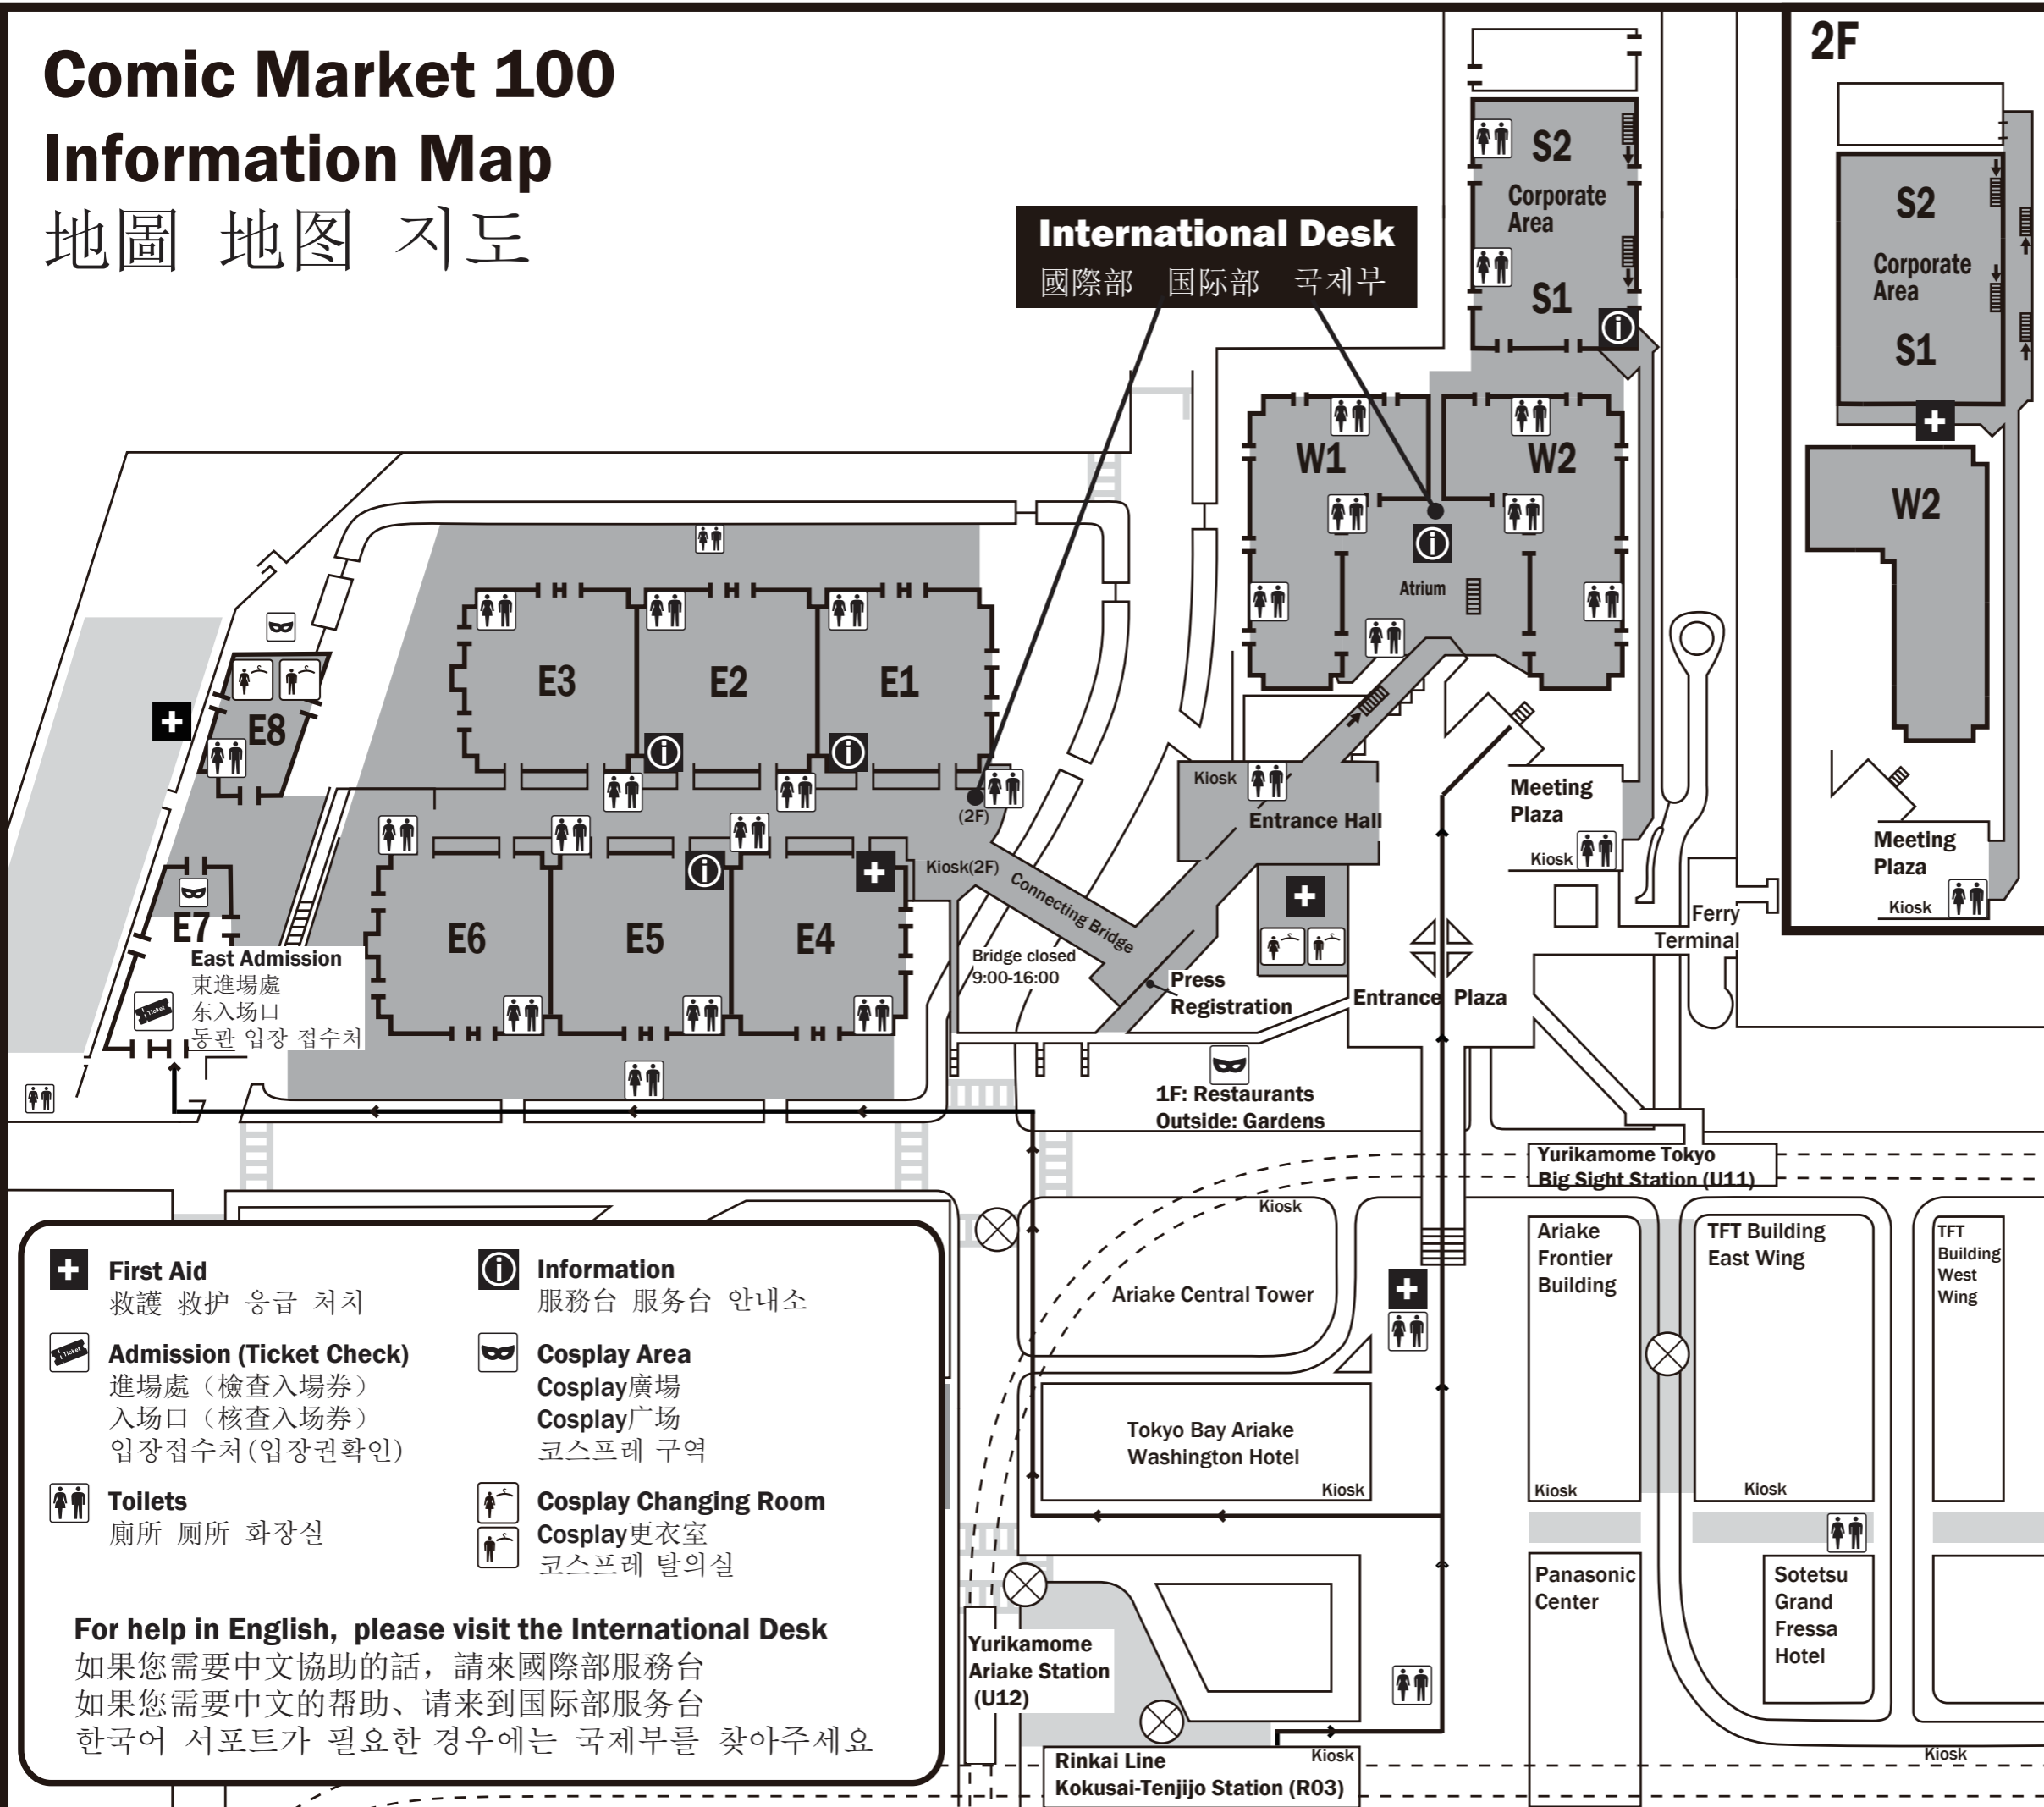 Comic Market 100
Information Map
地圖 地图 지도
International Desk
國際部 国际部 국제부
S2
Corporate
Area
S1
W1
W2
Atrium
E3
E2
E1
E8
E7
E6
E5
E4
(2F)
Kiosk(2F)
Connecting Bridge
Bridge closed
9:00-16:00
Kiosk
Entrance Hall
Press
Registration
Entrance Plaza
Meeting
Plaza
Kiosk
Ferry
Terminal
East Admission
東進場處
东入场口
동관 입장 접수처
Ticket
1F: Restaurants
Outside: Gardens
Yurikamome Tokyo
Big Sight Station (U11)
Kiosk
Ariake Central Tower
Tokyo Bay Ariake
Washington Hotel
Kiosk
Ariake
Frontier
Building
Kiosk
TFT Building
East Wing
Kiosk
TFT
Building
West
Wing
Panasonic
Center
Sotetsu
Grand
Fressa
Hotel
Kiosk
Yurikamome
Ariake Station
(U12)
Rinkai Line
Kokusai-Tenjijo Station (R03)
Kiosk
2F
S2
Corporate
Area
S1
W2
Meeting
Plaza
Kiosk
First Aid
救護 救护 응급 처치
Ticket
Admission (Ticket Check)
進場處（檢查入場券）
入场口（核查入场券）
입장접수처(입장권확인)
Toilets
廁所 厕所 화장실
Information
服務台 服务台 안내소
Cosplay Area
Cosplay廣場
Cosplay广场
코스프레 구역
Cosplay Changing Room
Cosplay更衣室
코스프레 탈의실
For help in English, please visit the International Desk
如果您需要中文協助的話，請來國際部服務台
如果您需要中文的帮助、请来到国际部服务台
한국어 서포트가 필요한 경우에는 국제부를 찾아주세요